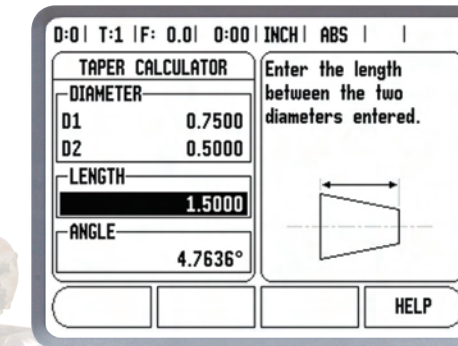 D:0| T:1 |F: 0.0| 0:00| INCH| ABS | |
TAPER CALCULATOR
DIAMETER
D1 0.7500
D2 0.5000
LENGTH
1.5000
ANGLE
4.7636°
Enter the length
between the two
diameters entered.
HELP